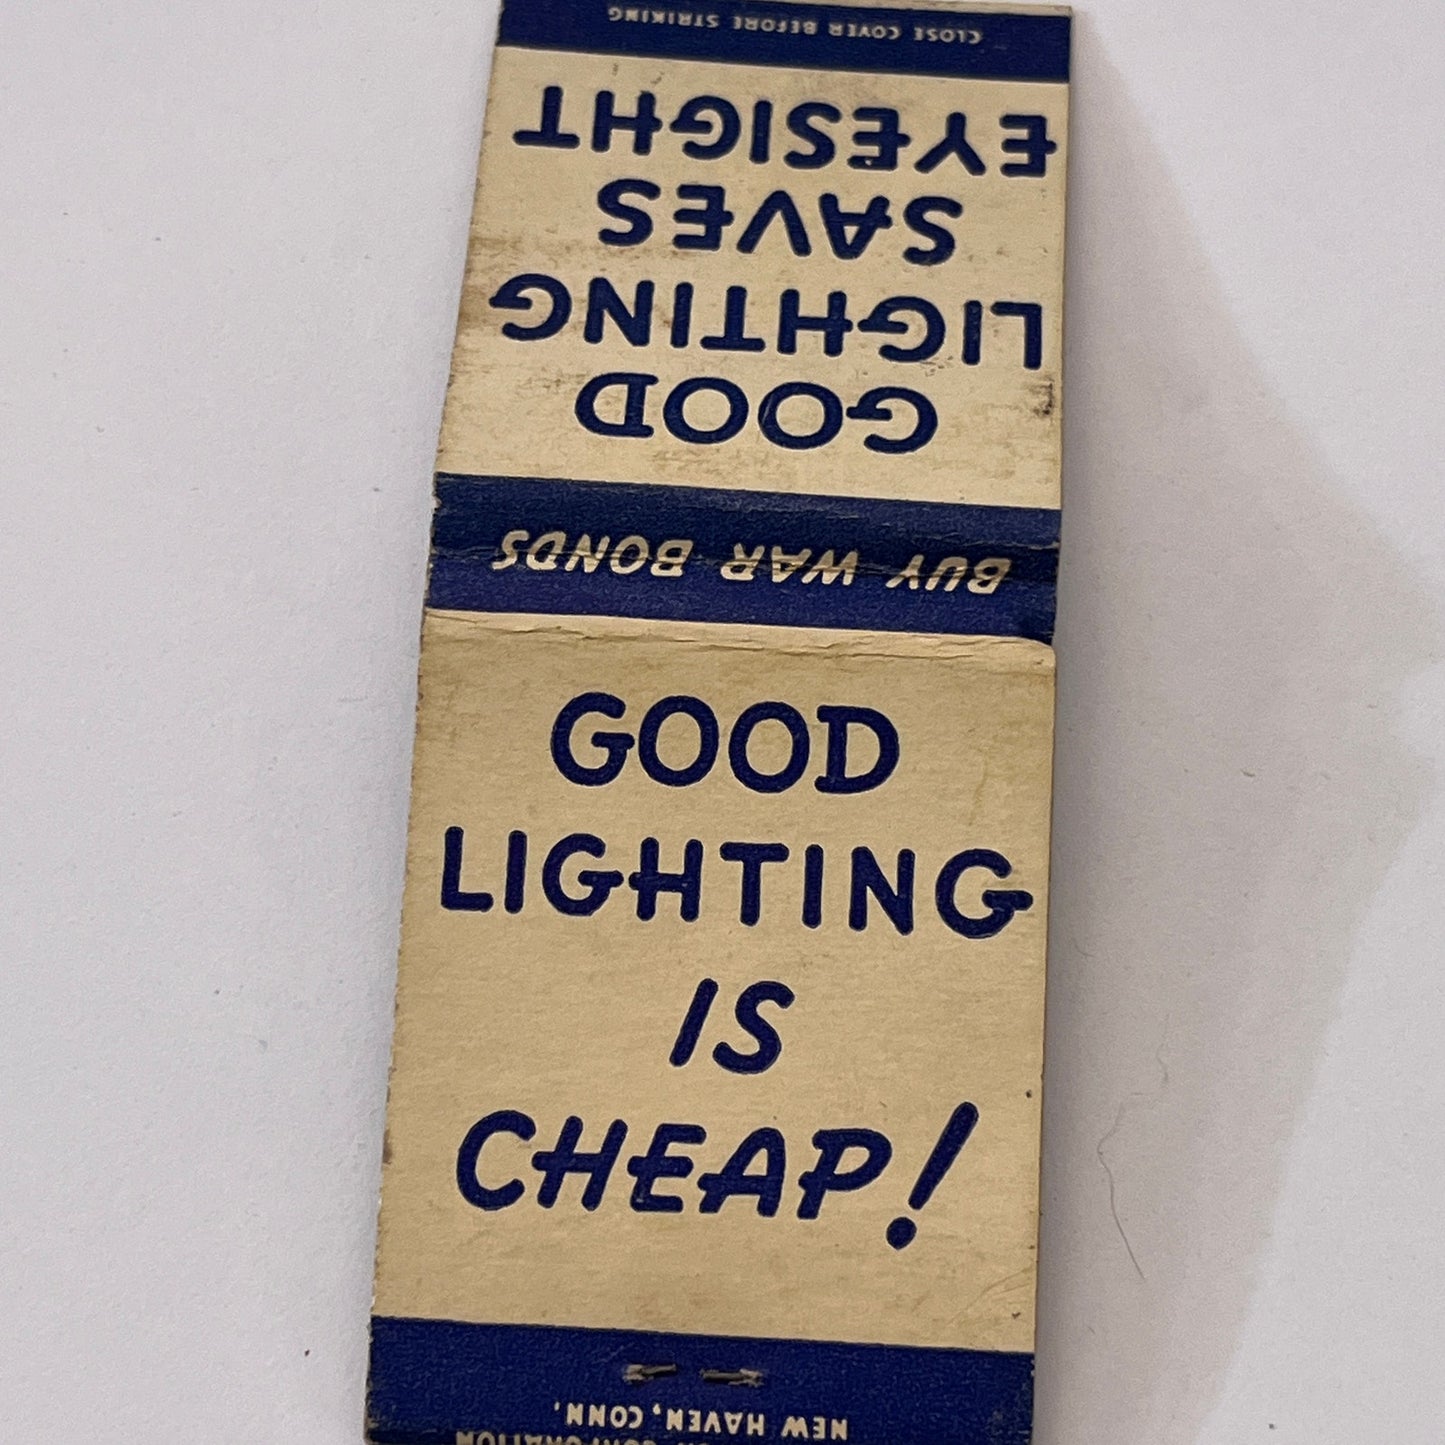 CLOSE COVER BEFORE STRIKING
GOOD
LIGHTING
SAVES
EYESIGHT
BUY WAR BONDS
GOOD
LIGHTING
IS
CHEAP!
NEW HAVEN, CONN.